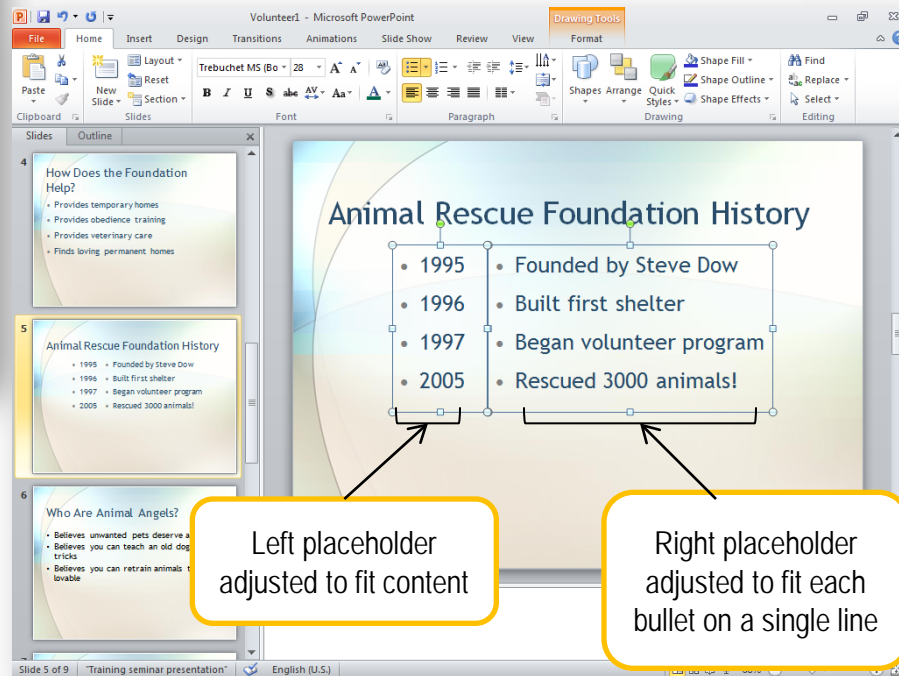 Volunteer1 - Microsoft PowerPoint
Drawing Tools
File Home Insert Design Transitions Animations Slide Show Review View Format
Paste
New Slide
Layout
Reset
Section
Trebuchet MS (Bo 28
B I U S abc AV Aa A
Shapes Arrange Quick Styles
Shape Fill
Shape Outline
Shape Effects
Find
Replace
Select
Clipboard Slides Font Paragraph Drawing Editing
Slides Outline
4
How Does the Foundation
Help?
• Provides temporary homes
• Provides obedience training
• Provides veterinary care
• Finds loving permanent homes
5
Animal Rescue Foundation History
• 1995 • Founded by Steve Dow
• 1996 • Built first shelter
• 1997 • Began volunteer program
• 2005 • Rescued 3000 animals!
6
Who Are Animal Angels?
• Believes unwanted pets deserve
• Believes you can teach an old dog
tricks
• Believes you can retrain animals
lovable
Animal Rescue Foundation History
• 1995 • Founded by Steve Dow
• 1996 • Built first shelter
• 1997 • Began volunteer program
• 2005 • Rescued 3000 animals!
Left placeholder
adjusted to fit content
Right placeholder
adjusted to fit each
bullet on a single line
Slide 5 of 9 "Training seminar presentation" English (U.S.)